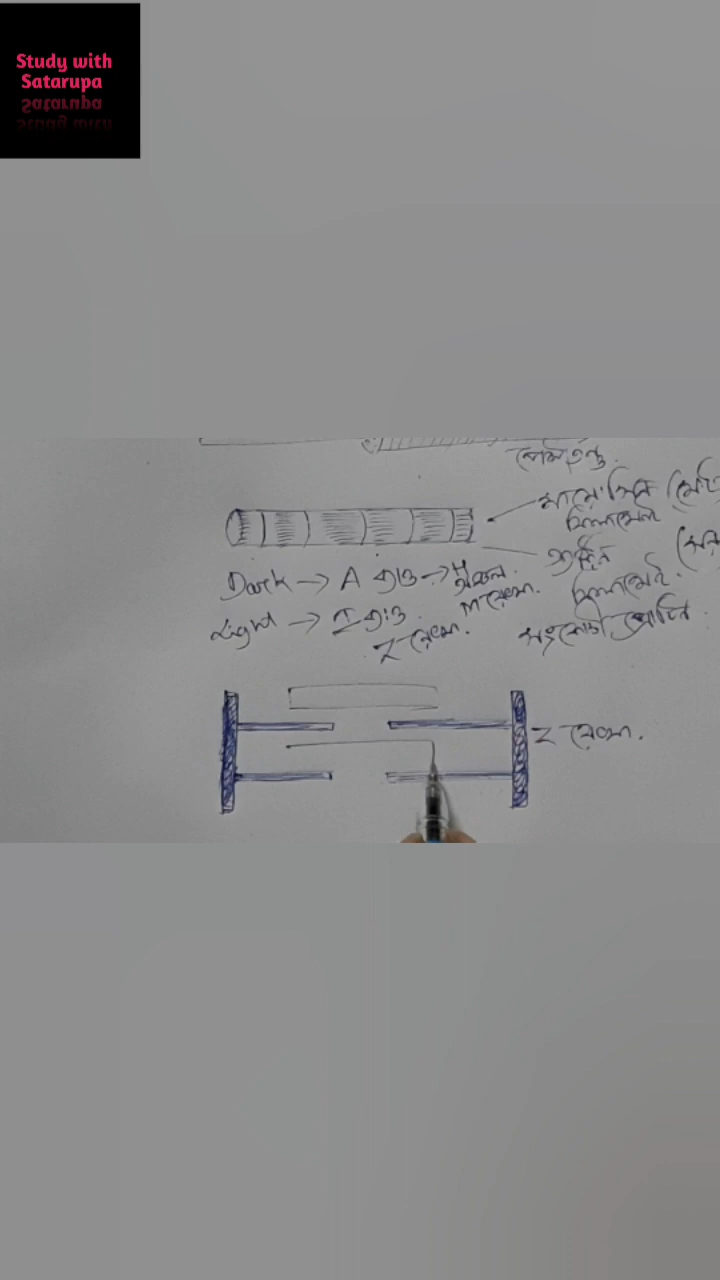 Study with
Satarupa
পেশিতন্তু.
মায়োসিন
ফিলামেন্ট
Dark → A ব্যান্ড → H অঞ্চল.
M রেখা.
অ্যাক্টিন
ফিলামেন্ট.
Light → I ব্যান্ড
Z রেখা.
সংকোচী প্রোটিন.
Z রেখা.